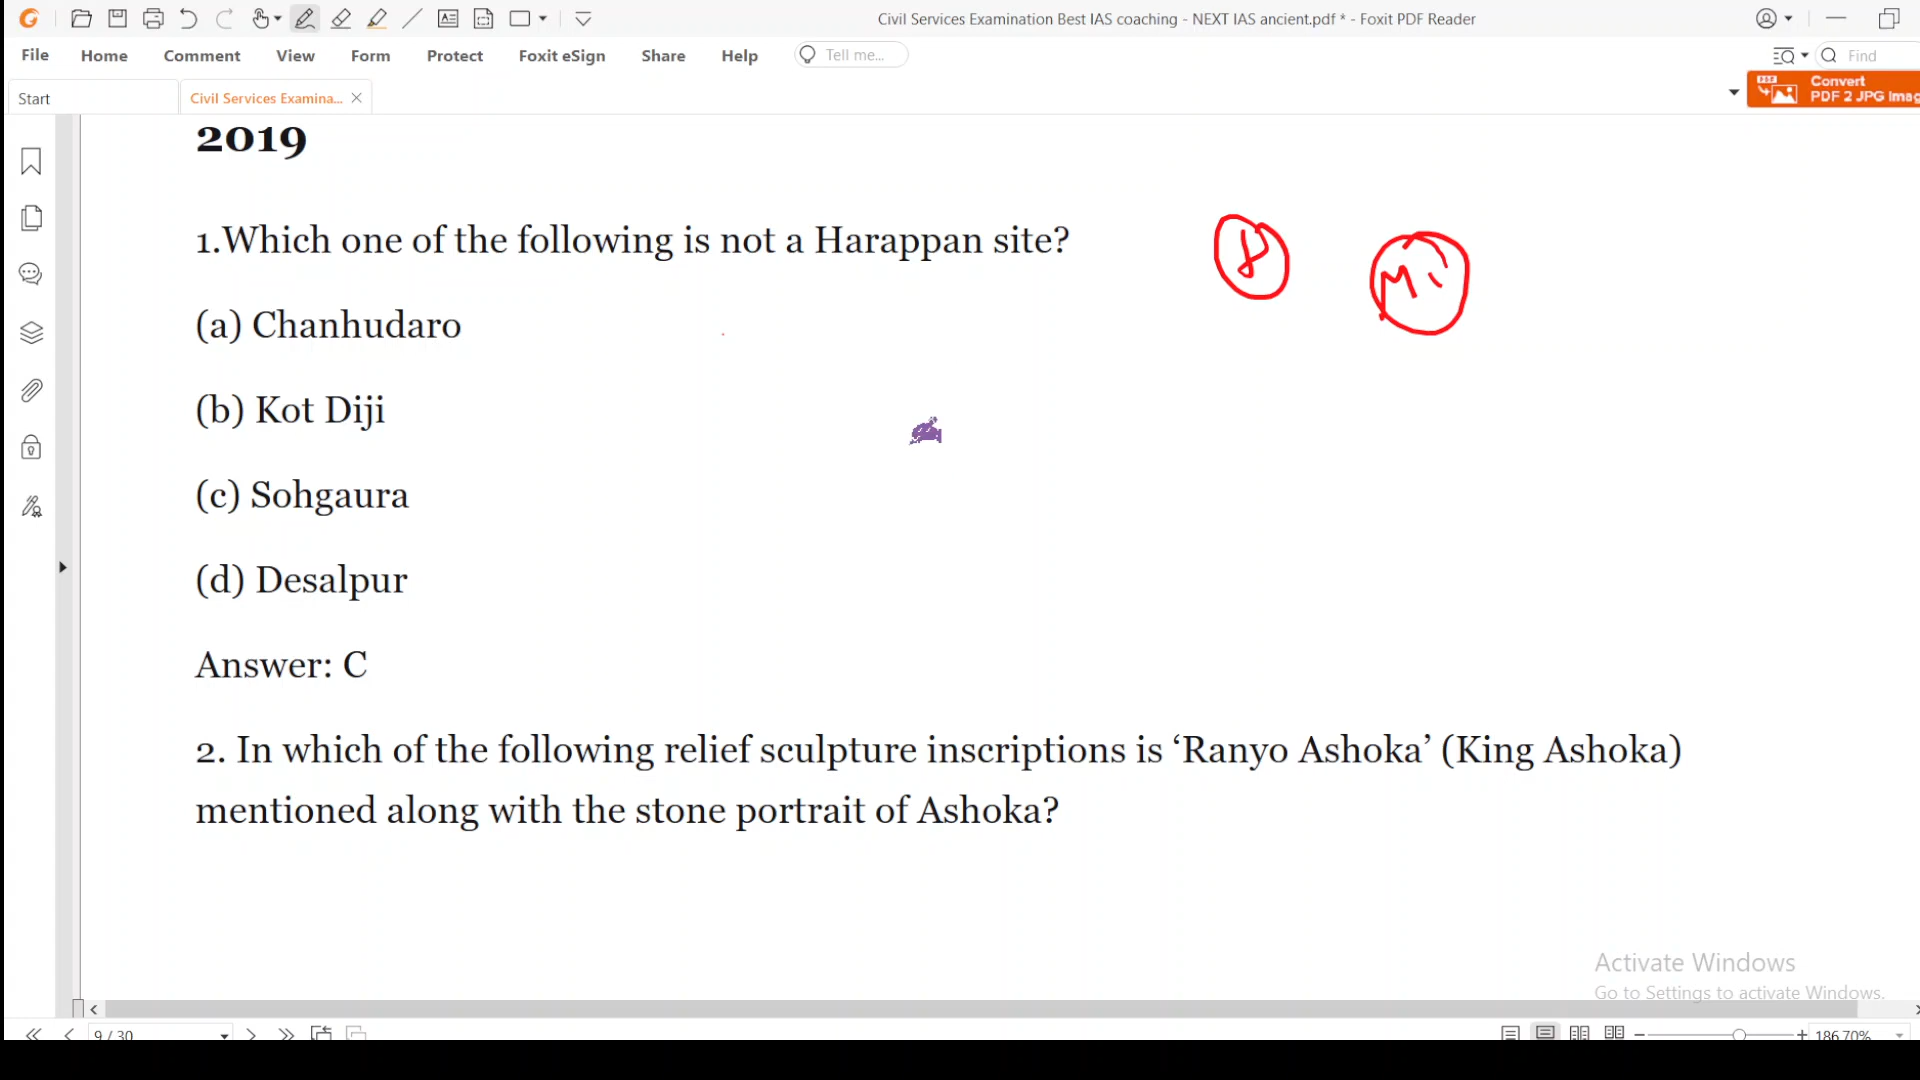 Civil Services Examination Best IAS coaching - NEXT IAS ancient.pdf * - Foxit PDF Reader
File Home Comment View Form Protect Foxit eSign Share Help Tell me... Find
Start Civil Services Examina... Convert
PDF 2 JPG Imag
2019
1.Which one of the following is not a Harappan site?
(a) Chanhudaro
(b) Kot Diji
(c) Sohgaura
(d) Desalpur
Answer: C
2. In which of the following relief sculpture inscriptions is ‘Ranyo Ashoka’ (King Ashoka)
mentioned along with the stone portrait of Ashoka?
Activate Windows
Go to Settings to activate Windows.
9 / 30 186.70%